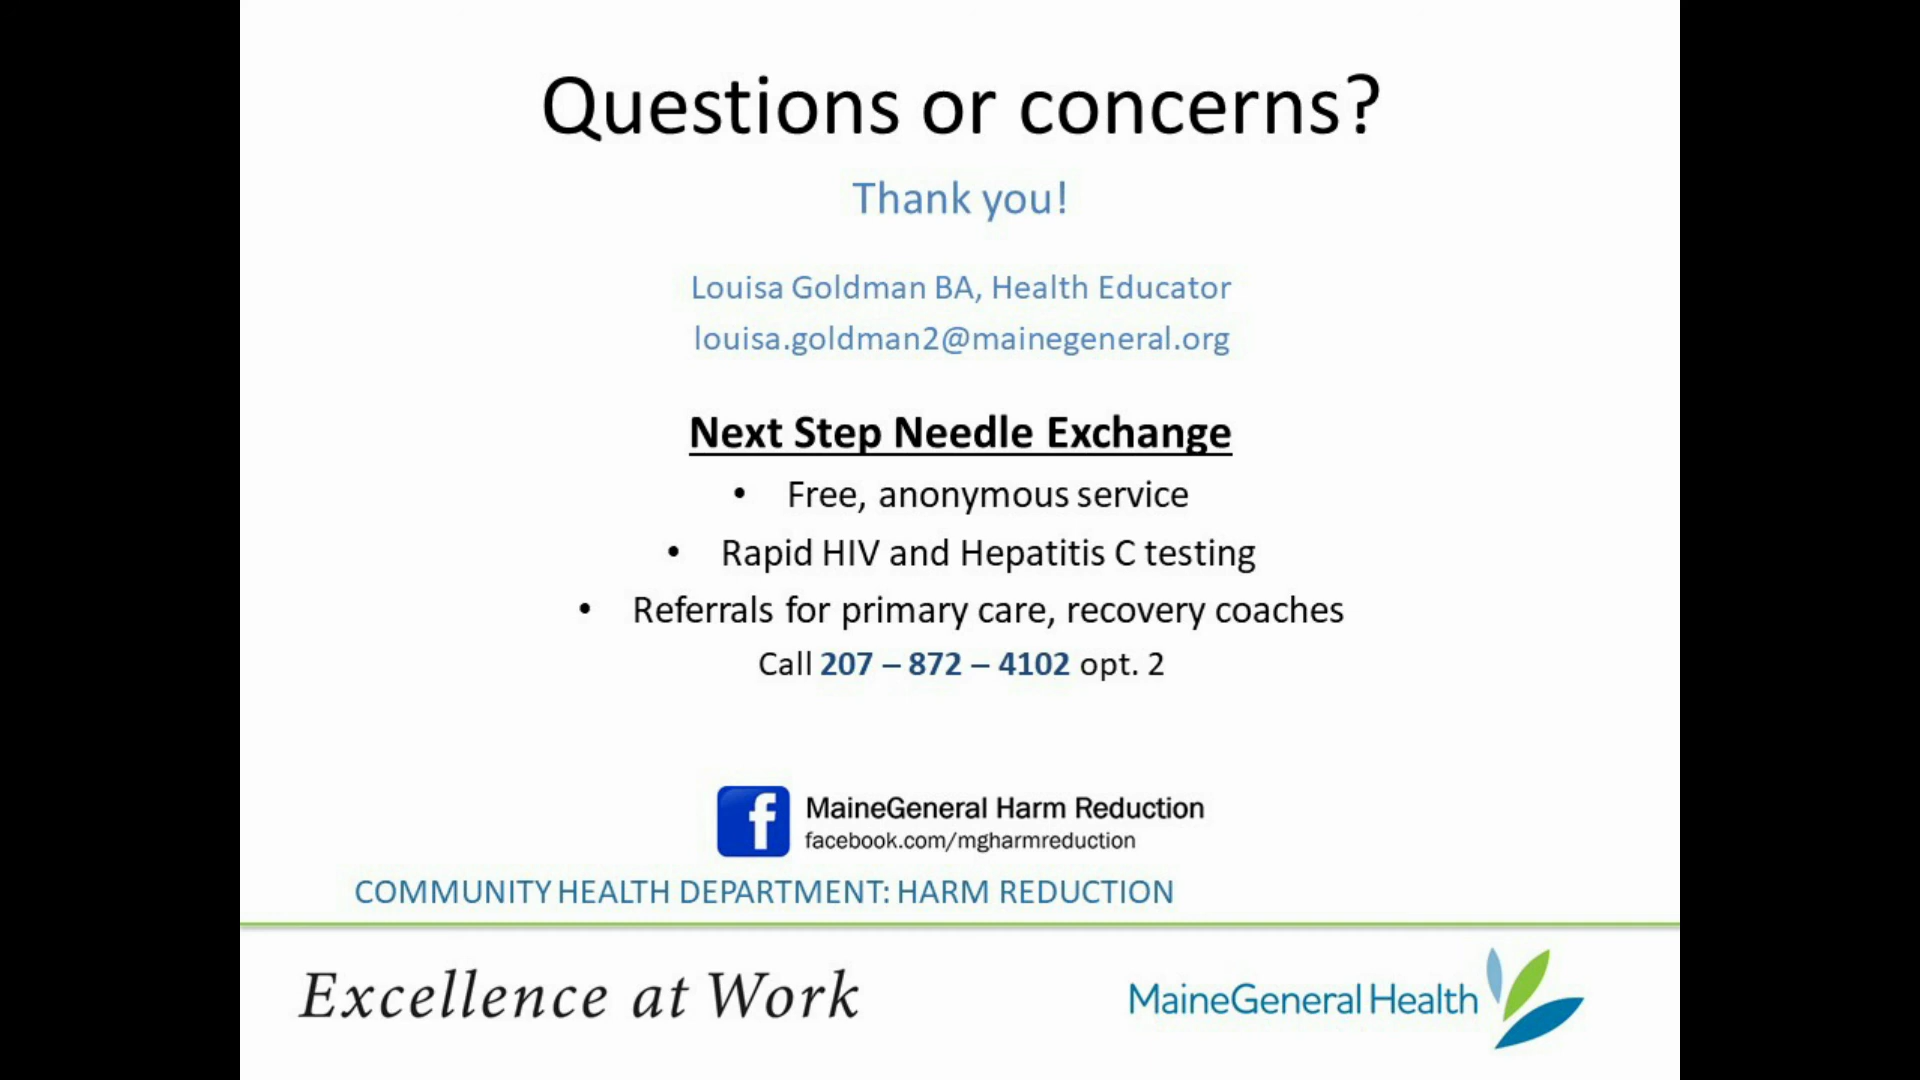 Questions or concerns?
Thank you!
Louisa Goldman BA, Health Educator
louisa.goldman2@mainegeneral.org
Next Step Needle Exchange
• Free, anonymous service
• Rapid HIV and Hepatitis C testing
• Referrals for primary care, recovery coaches
Call 207 – 872 – 4102 opt. 2
f MaineGeneral Harm Reduction
facebook.com/mgharmreduction
COMMUNITY HEALTH DEPARTMENT: HARM REDUCTION
Excellence at Work
MaineGeneral Health